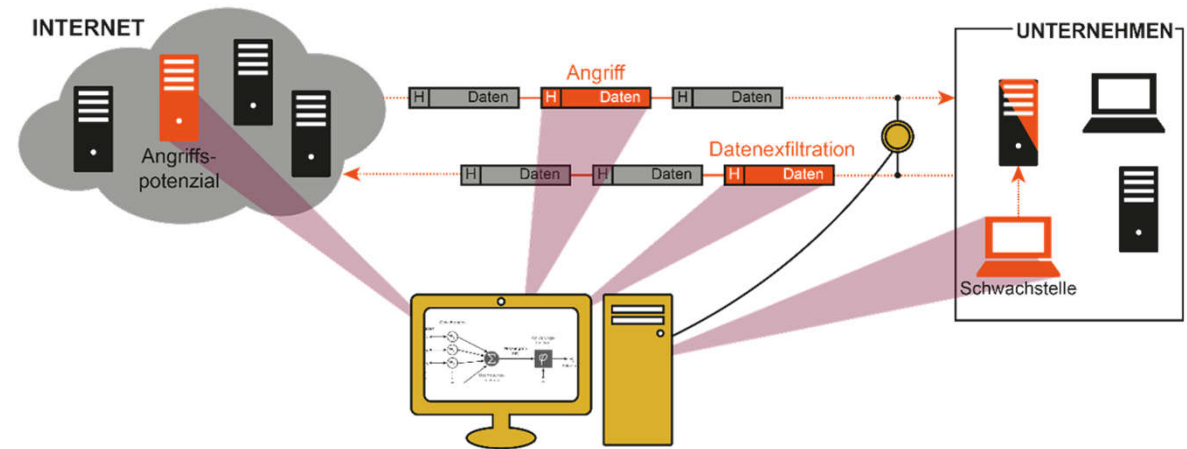 INTERNET
UNTERNEHMEN
Angriff
H Daten
H Daten
H Daten
Angriffs-
potenzial
Datenexfiltration
H Daten
H Daten
H Daten
Schwachstelle
Σ
φ